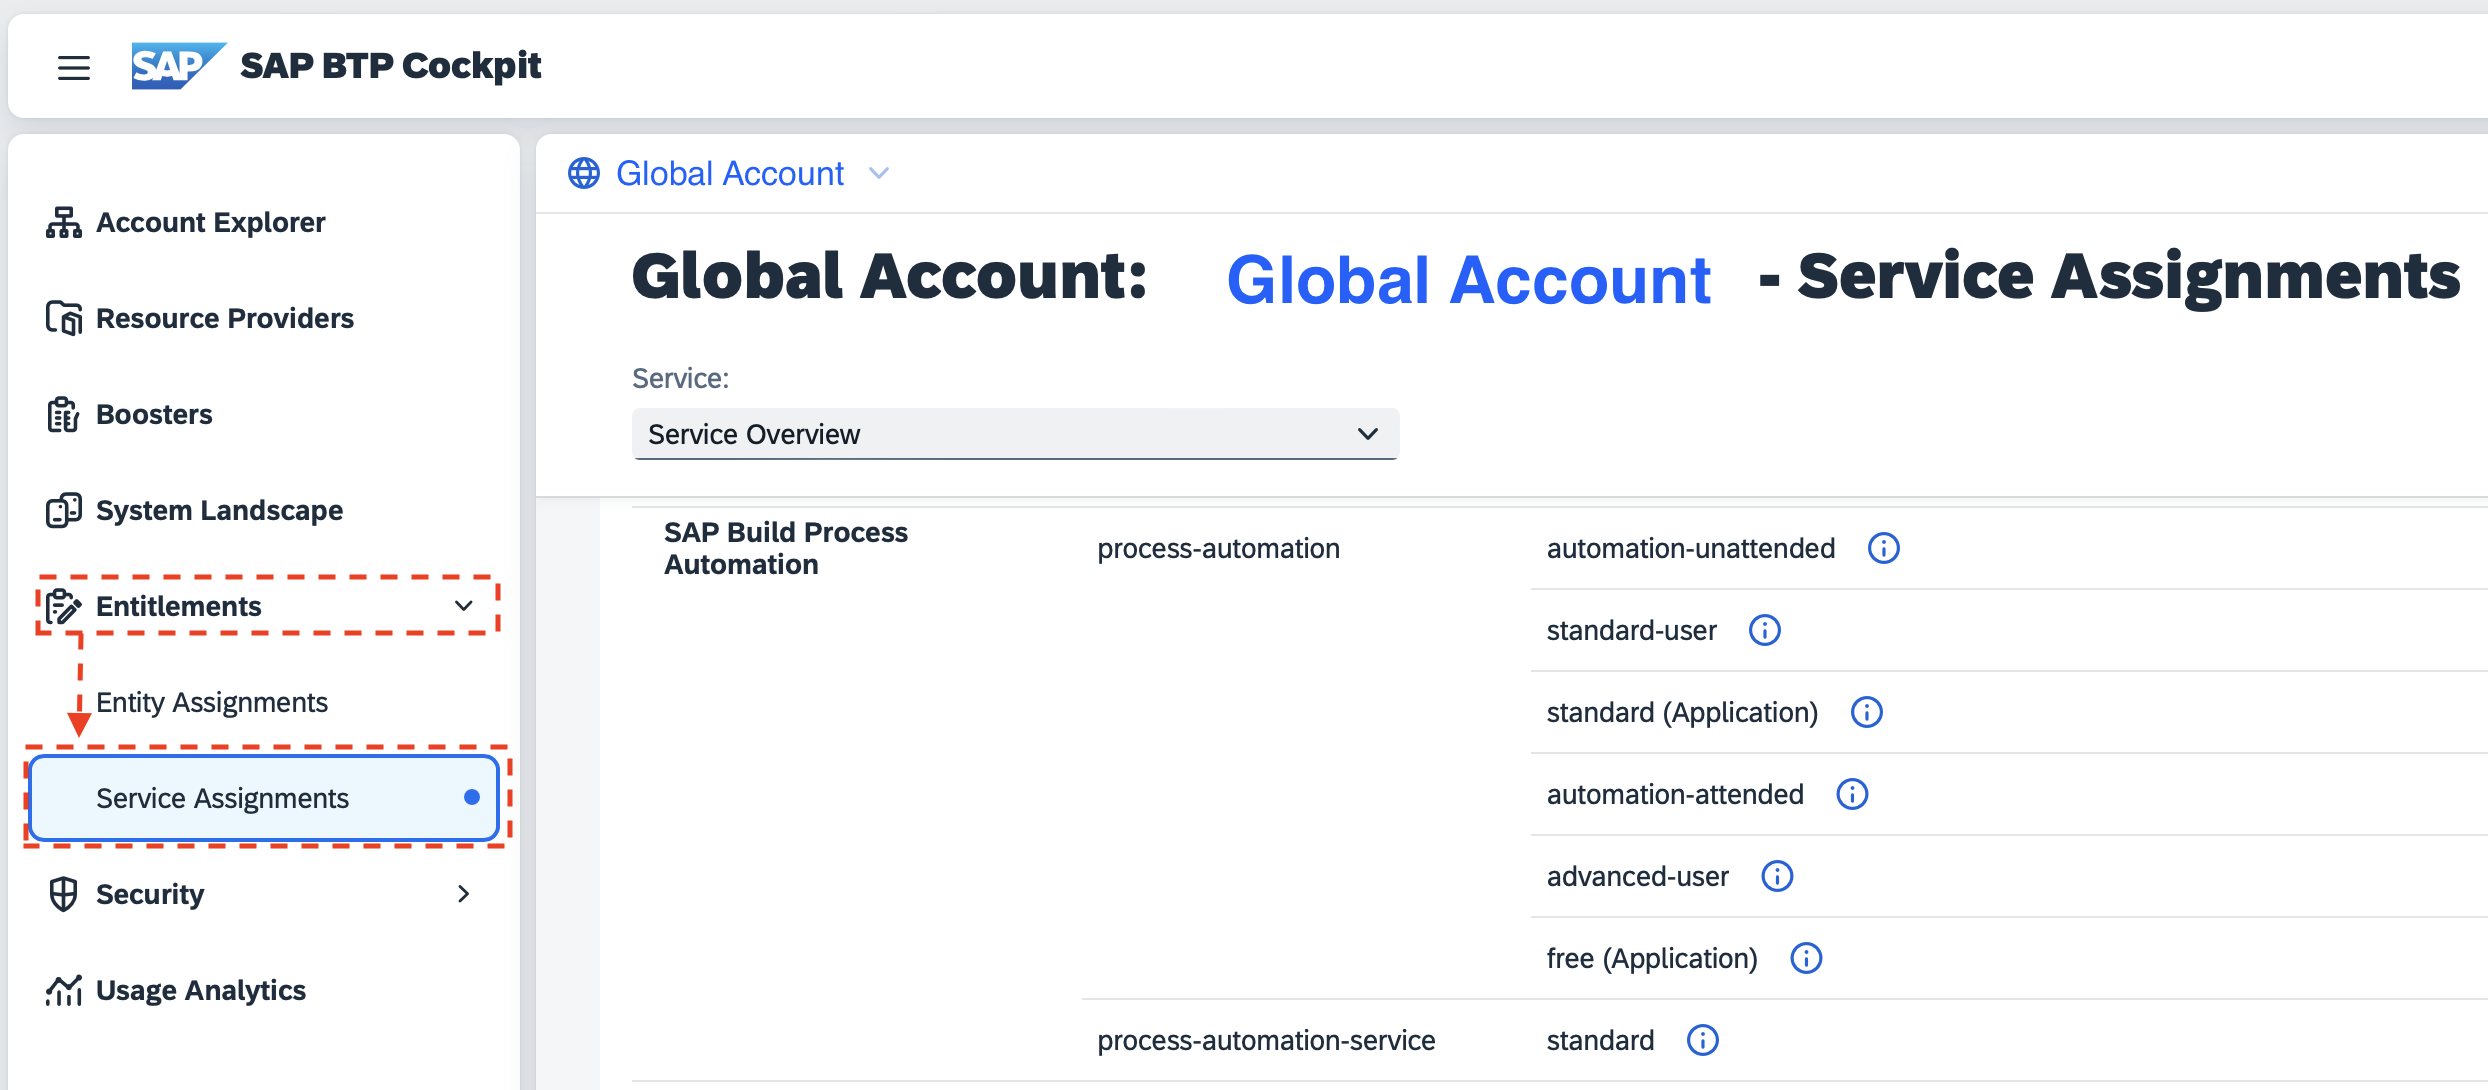 SAP SAP BTP Cockpit
Account Explorer
Resource Providers
Boosters
System Landscape
Entitlements
Entity Assignments
Service Assignments
Security
Usage Analytics
Global Account
Global Account: Global Account - Service Assignments
Service:
Service Overview
SAP Build Process
Automation
process-automation
automation-unattended
standard-user
standard (Application)
automation-attended
advanced-user
free (Application)
process-automation-service
standard